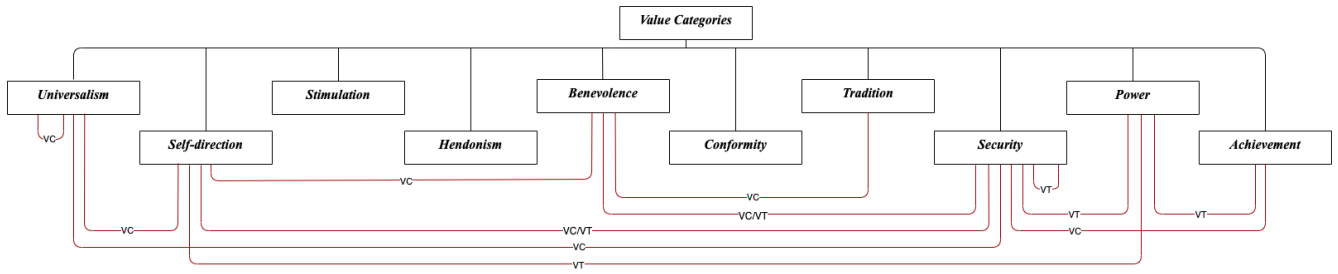 Value Categories
Universalism
Stimulation
Benevolence
Tradition
Power
Self-direction
Hendonism
Conformity
Security
Achievement
VC
VC
VT
VC
VC/VT
VT
VT
VC
VC/VT
VC
VC
VT